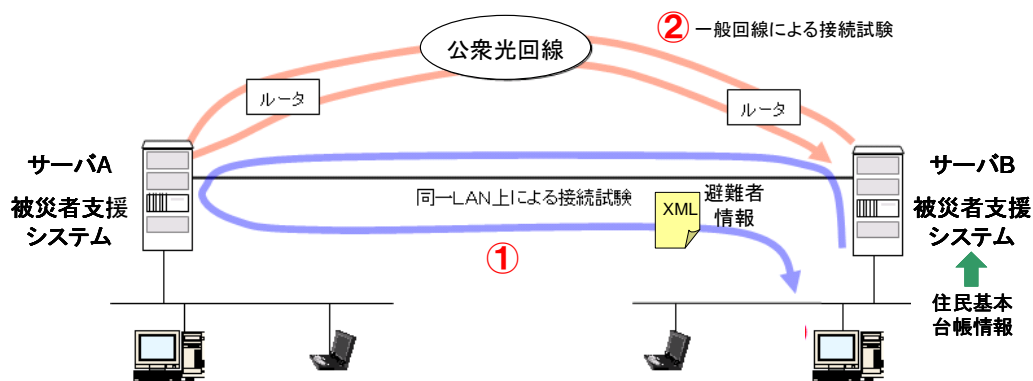 ② 一般回線による接続試験
公衆光回線
ルータ
ルータ
サーバA
被災者支援
システム
サーバB
被災者支援
システム
同一LAN上による接続試験
XML
避難者
情報
①
住民基本
台帳情報